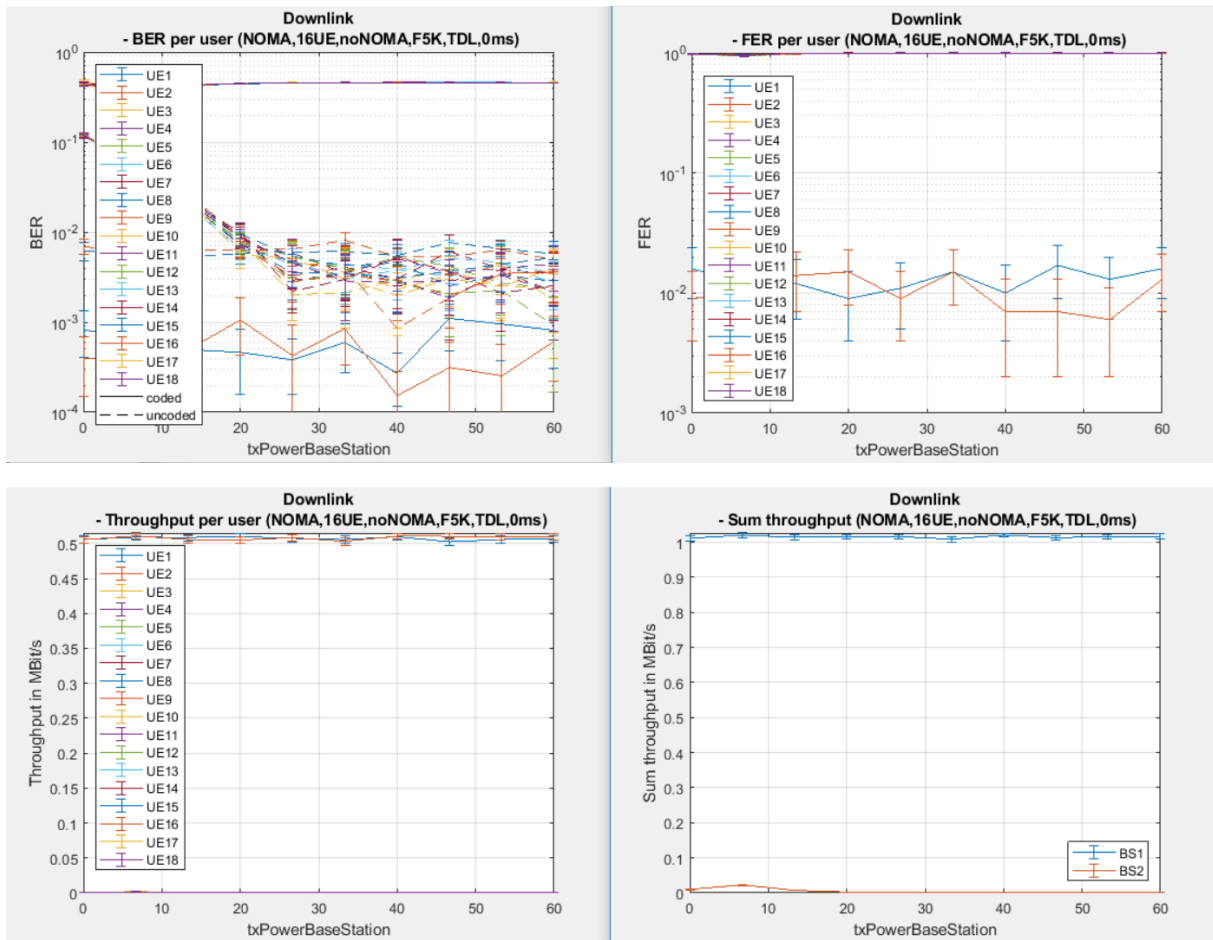 Downlink
- BER per user (NOMA,16UE,noNOMA,F5K,TDL,0ms)
10^0
10^-1
10^-2
10^-3
10^-4
BER
UE1
UE2
UE3
UE4
UE5
UE6
UE7
UE8
UE9
UE10
UE11
UE12
UE13
UE14
UE15
UE16
UE17
UE18
coded
uncoded
0 10 20 30 40 50 60
txPowerBaseStation
Downlink
- FER per user (NOMA,16UE,noNOMA,F5K,TDL,0ms)
10^0
10^-1
10^-2
10^-3
FER
UE1
UE2
UE3
UE4
UE5
UE6
UE7
UE8
UE9
UE10
UE11
UE12
UE13
UE14
UE15
UE16
UE17
UE18
0 10 20 30 40 50 60
txPowerBaseStation
Downlink
- Throughput per user (NOMA,16UE,noNOMA,F5K,TDL,0ms)
0.5
0.45
0.4
0.35
0.3
0.25
0.2
0.15
0.1
0.05
0
Throughput in MBit/s
UE1
UE2
UE3
UE4
UE5
UE6
UE7
UE8
UE9
UE10
UE11
UE12
UE13
UE14
UE15
UE16
UE17
UE18
0 10 20 30 40 50 60
txPowerBaseStation
Downlink
- Sum throughput (NOMA,16UE,noNOMA,F5K,TDL,0ms)
1
0.9
0.8
0.7
0.6
0.5
0.4
0.3
0.2
0.1
0
Sum throughput in MBit/s
BS1
BS2
0 10 20 30 40 50 60
txPowerBaseStation